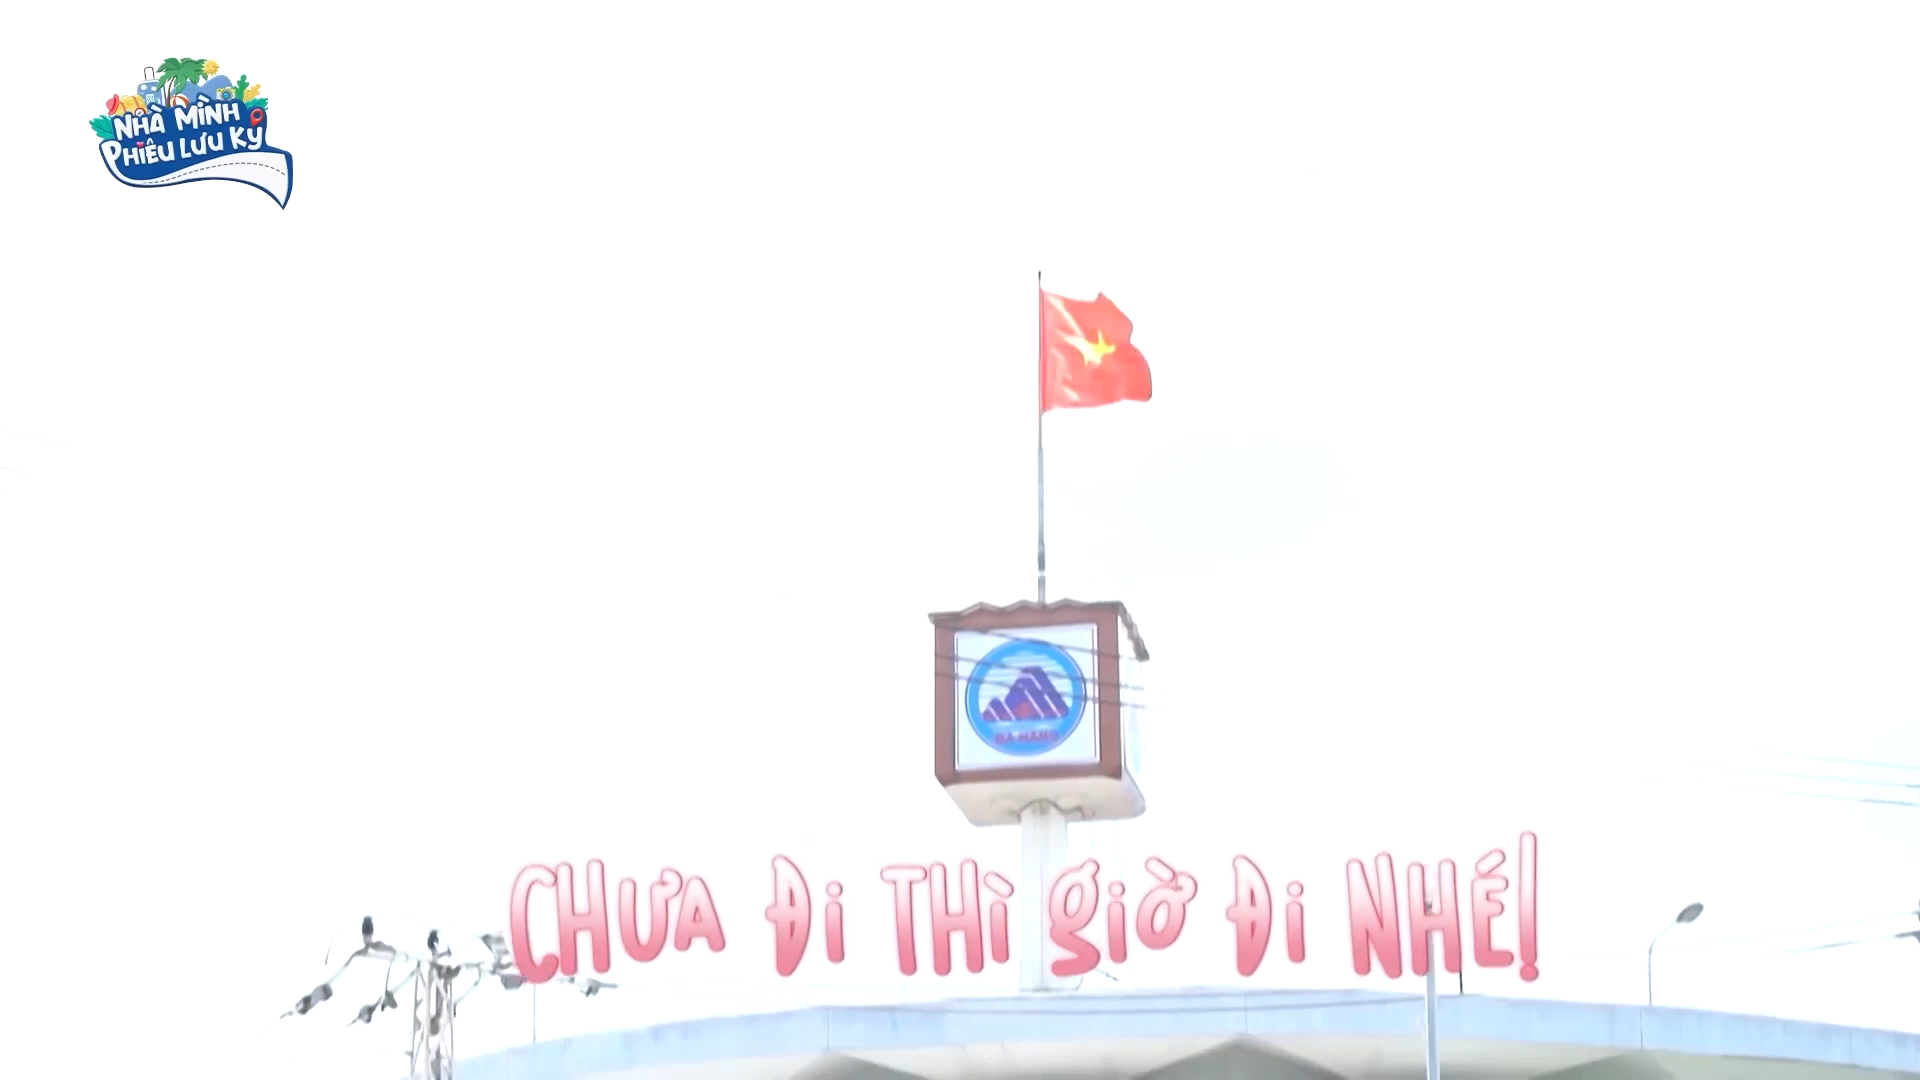 NHÀ MÌNH
PHIÊU LƯU KÝ
ĐÀ NẴNG
CHƯA ĐI THÌ GIỜ ĐI NHÉ!